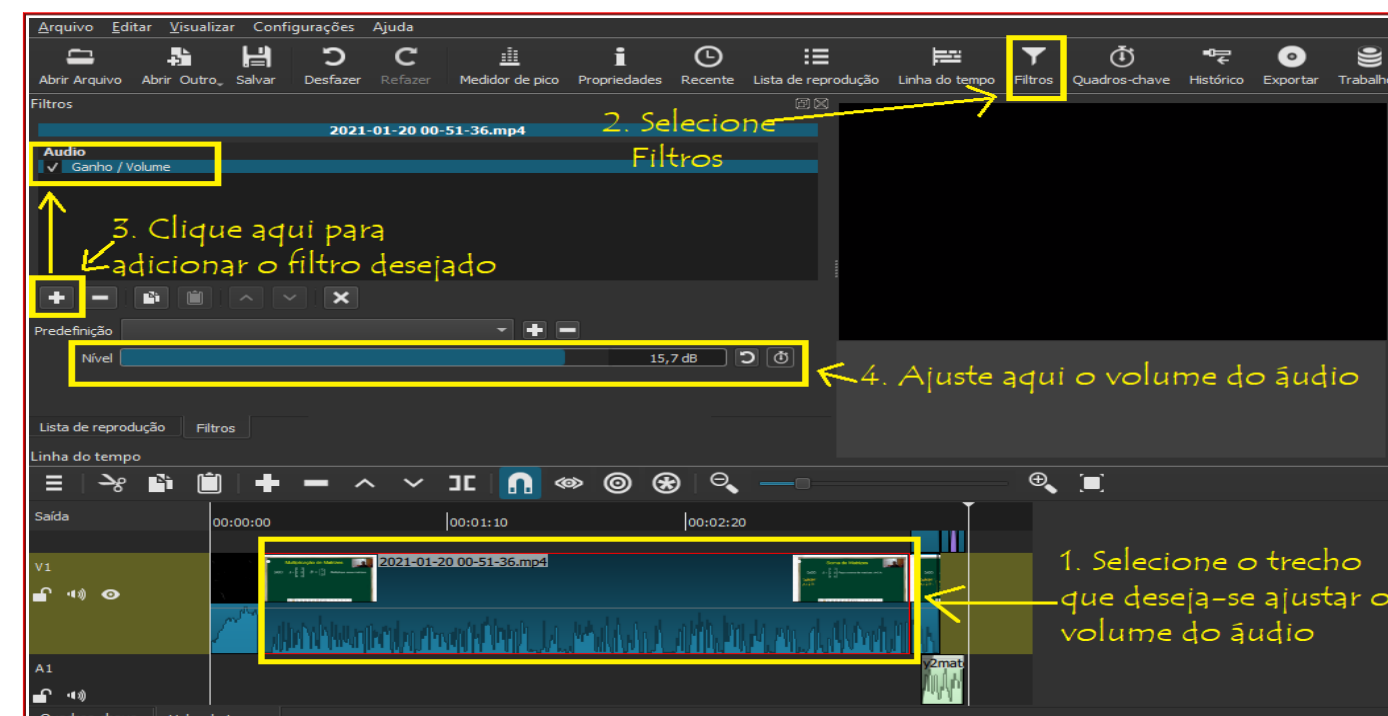 Arquivo Editar Visualizar Configurações Ajuda
Abrir Arquivo Abrir Outro Salvar Desfazer Refazer Medidor de pico Propriedades Recente Lista de reprodução Linha do tempo Filtros Quadros-chave Histórico Exportar Trabalho
Filtros
2021-01-20 00-51-36.mp4
2. Selecione
Filtros
Audio
✓ Ganho / Volume
3. Clique aqui para
adicionar o filtro desejado
Predefinição
Nível 15,7 dB
4. Ajuste aqui o volume do áudio
Lista de reprodução Filtros
Linha do tempo
Saída 00:00:00 00:01:10 00:02:20
V1
2021-01-20 00-51-36.mp4
1. Selecione o trecho
que deseja-se ajustar o
volume do áudio
A1
y2mat